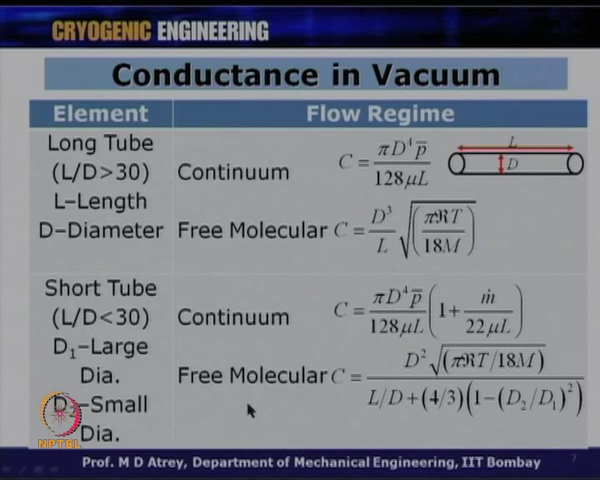 CRYOGENIC ENGINEERING
Conductance in Vacuum
Element Flow Regime
Long Tube
(L/D>30)
L–Length
D–Diameter
Continuum C = πD⁴p̄ / 128μL
L
D
Free Molecular C = D³/L √(πℜT / 18M)
Short Tube
(L/D<30)
D₁–Large
Dia.
D₂–Small
Dia.
Continuum C = πD⁴p̄ / 128μL (1 + ṁ / 22μL)
Free Molecular C = D²√(πℜT/18M) / L/D+(4/3)(1−(D₂/D₁)²)
NPTEL
Prof. M D Atrey, Department of Mechanical Engineering, IIT Bombay
7